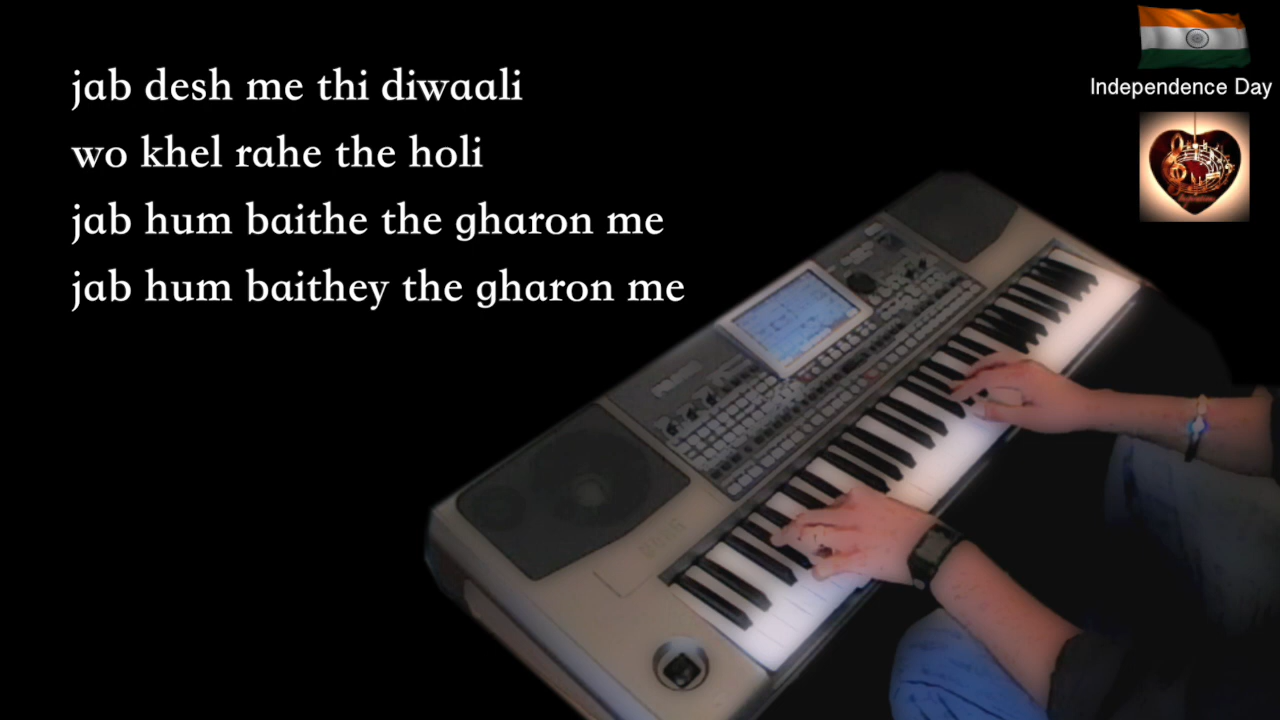 jab desh me thi diwaali
wo khel rahe the holi
jab hum baithe the gharon me
jab hum baithey the gharon me
Independence Day